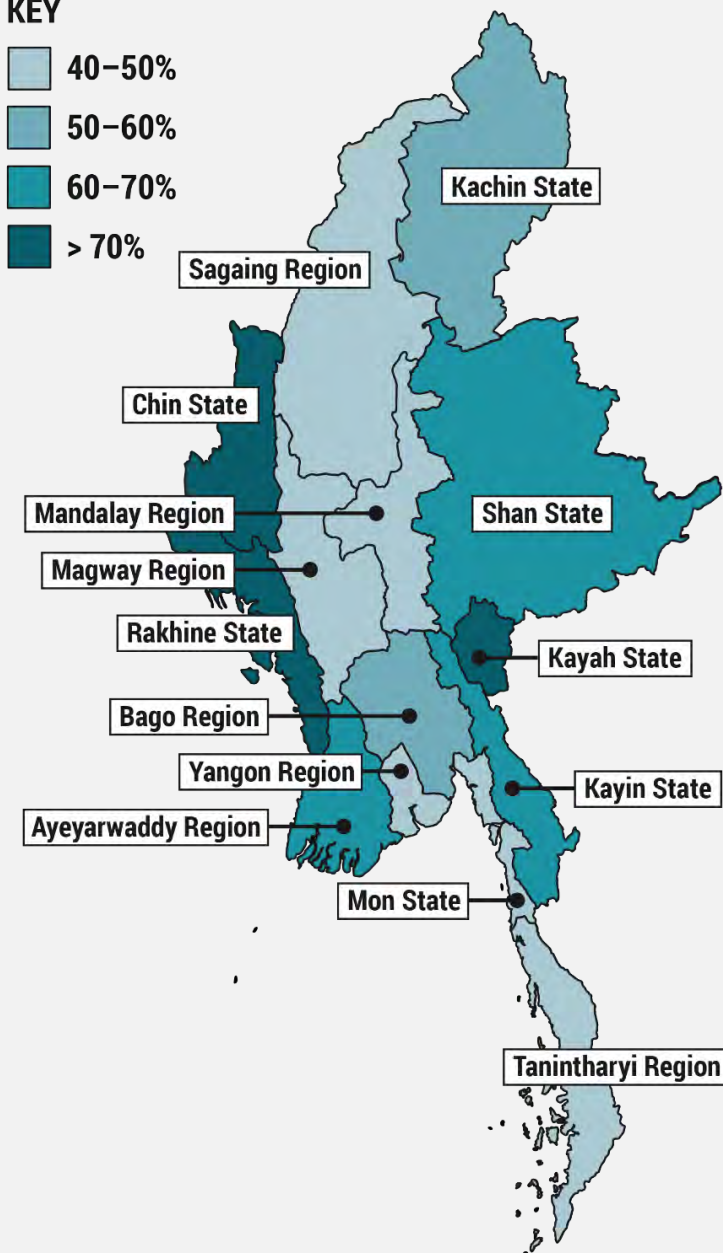 KEY
40–50%
50–60%
60–70%
> 70%
Kachin State
Sagaing Region
Chin State
Mandalay Region
Shan State
Magway Region
Rakhine State
Kayah State
Bago Region
Yangon Region
Kayin State
Ayeyarwaddy Region
Mon State
Tanintharyi Region